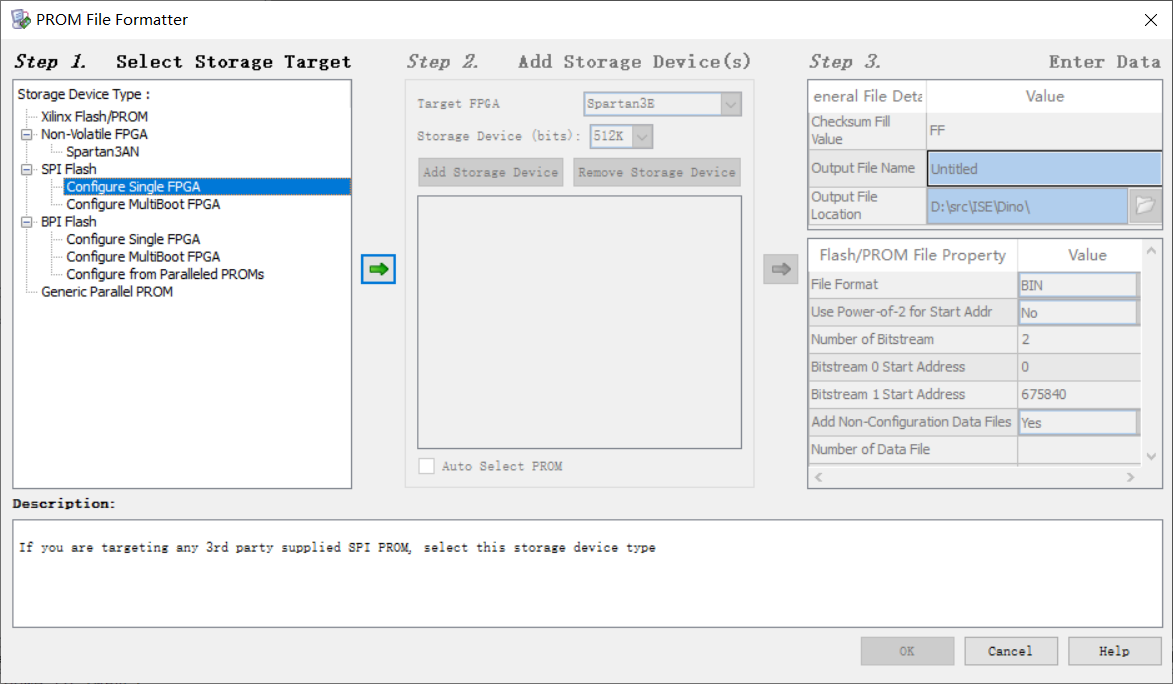 PROM File Formatter
Step 1. Select Storage Target
Storage Device Type :
Xilinx Flash/PROM
Non-Volatile FPGA
Spartan3AN
SPI Flash
Configure Single FPGA
Configure MultiBoot FPGA
BPI Flash
Configure Single FPGA
Configure MultiBoot FPGA
Configure from Paralleled PROMs
Generic Parallel PROM
Step 2. Add Storage Device(s)
Target FPGA Spartan3E
Storage Device (bits): 512K
Add Storage Device Remove Storage Device
Auto Select PROM
Step 3. Enter Data
eneral File Deta Value
Checksum Fill
Value
FF
Output File Name Untitled
Output File
Location
D:\src\ISE\Dino\
Flash/PROM File Property Value
File Format BIN
Use Power-of-2 for Start Addr No
Number of Bitstream 2
Bitstream 0 Start Address 0
Bitstream 1 Start Address 675840
Add Non-Configuration Data Files Yes
Number of Data File
Description:
If you are targeting any 3rd party supplied SPI PROM, select this storage device type
OK Cancel Help